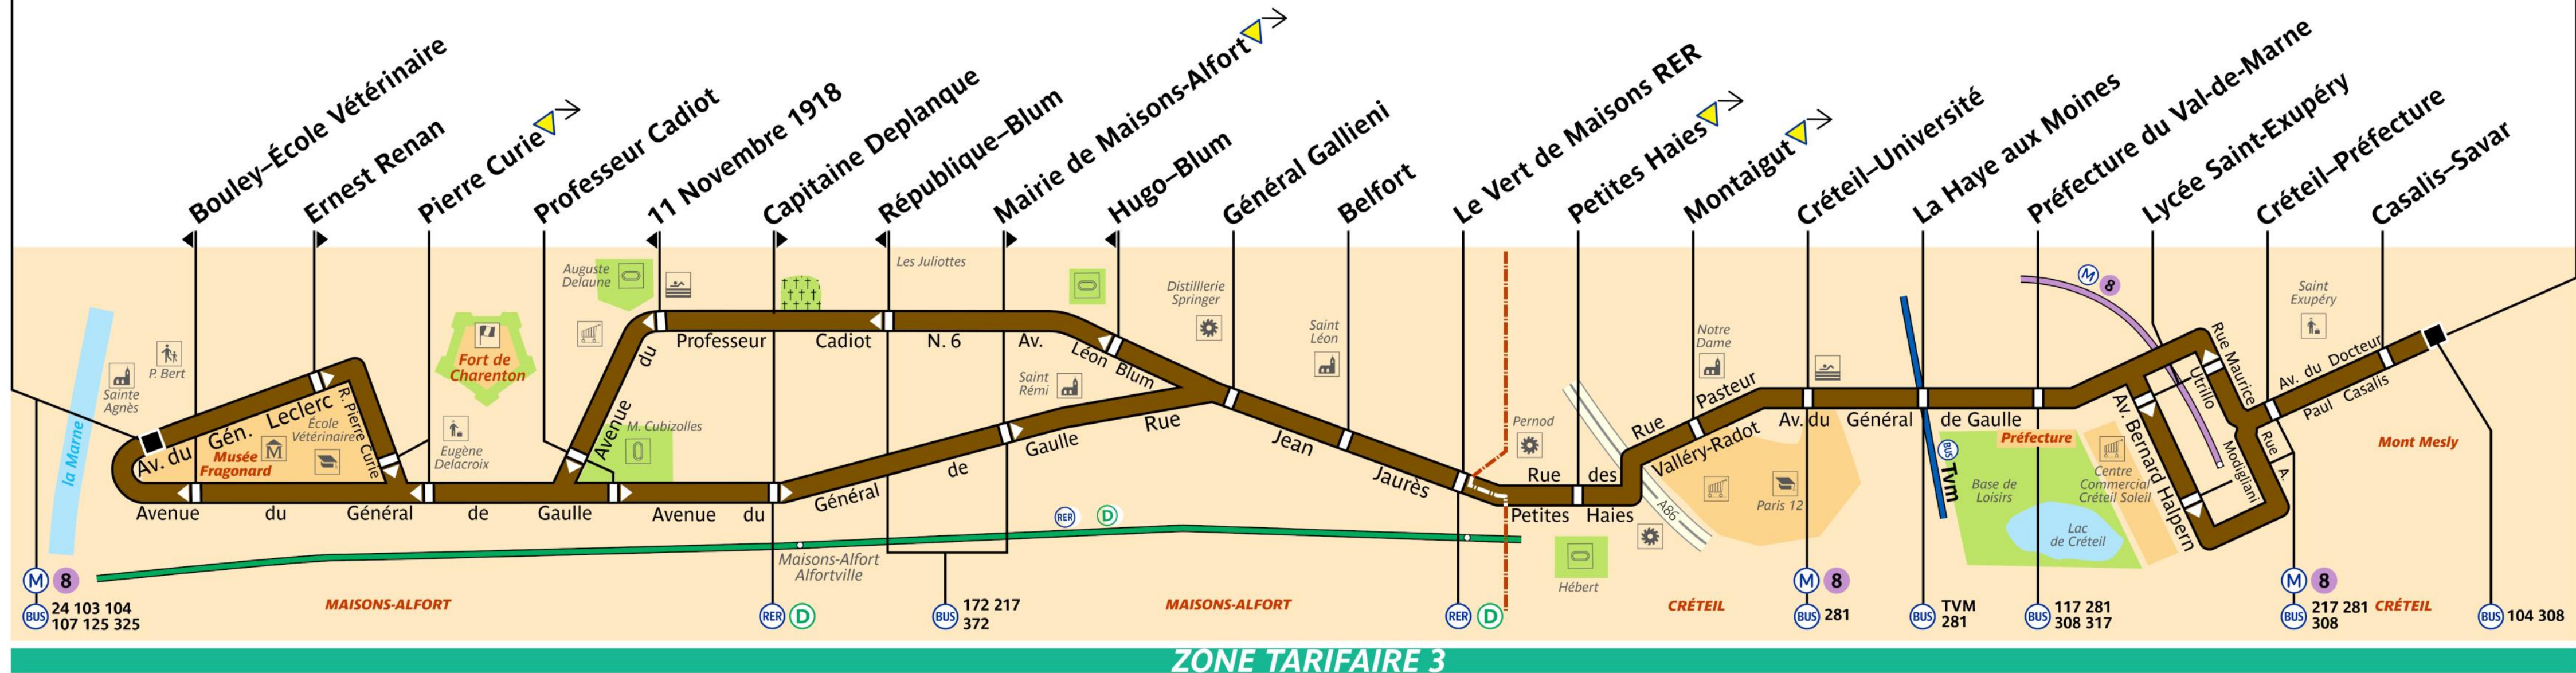 Bouley–École Vétérinaire
Ernest Renan
Pierre Curie
Professeur Cadiot
11 Novembre 1918
Capitaine Deplanque
République–Blum
Mairie de Maisons-Alfort
Hugo–Blum
Général Gallieni
Belfort
Le Vert de Maisons RER
Petites Haies
Montaigut
Créteil–Université
La Haye aux Moines
Préfecture du Val-de-Marne
Lycée Saint-Exupéry
Créteil–Préfecture
Casalis–Savar
la Marne
Sainte
Agnès
P. Bert
Av. du Gén. Leclerc
R. Pierre Curie
École
Vétérinaire
Musée
Fragonard
Fort de
Charenton
Eugène
Delacroix
Auguste
Delaune
M. Cubizolles
Avenue du Professeur Cadiot N. 6 Av. Léon Blum
Les Juliottes
Saint
Rémi
Avenue du Général de Gaulle Avenue du Général de Gaulle Rue Jean Jaurès
Distilllerie
Springer
Saint
Léon
Pernod
Rue des
Petites Haies
A86
Hébert
Notre
Dame
Rue Pasteur
Valléry-Radot
Paris 12
Av. du Général de Gaulle
BUS Tvm
Préfecture
Base de
Loisirs
Lac
de Créteil
Centre
Commercial
Créteil Soleil
M 8
Av. Bernard Halpern
Rue Maurice
Utrillo
Rue A.
Modigliani
Saint
Exupéry
Av. du Docteur
Paul Casalis
Mont Mesly
RER D
Maisons-Alfort
Alfortville
M 8
BUS 24 103 104
107 125 325
MAISONS-ALFORT
RER D
BUS 172 217
372
MAISONS-ALFORT
RER D
CRÉTEIL
M 8
BUS 281
BUS TVM
281
BUS 117 281
308 317
M 8
BUS 217 281
308
CRÉTEIL
BUS 104 308
ZONE TARIFAIRE 3